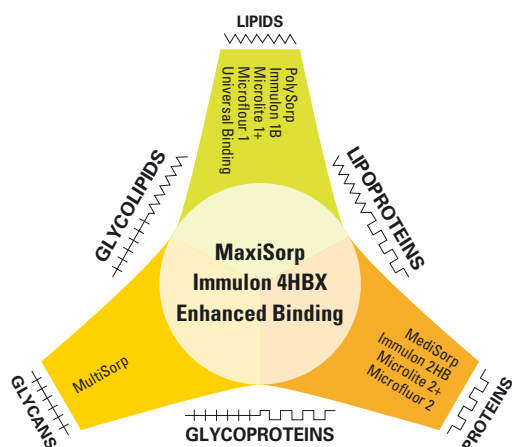 LIPIDS
PolySorp
Immulon 1B
Microlite 1+
Microflour 1
Universal Binding
GLYCOLIPIDS
LIPOPROTEINS
MaxiSorp
Immulon 4HBX
Enhanced Binding
MultiSorp
MediSorp
Immulon 2HB
Microlite 2+
Microfluor 2
GLYCANS
GLYCOPROTEINS
PROTEINS